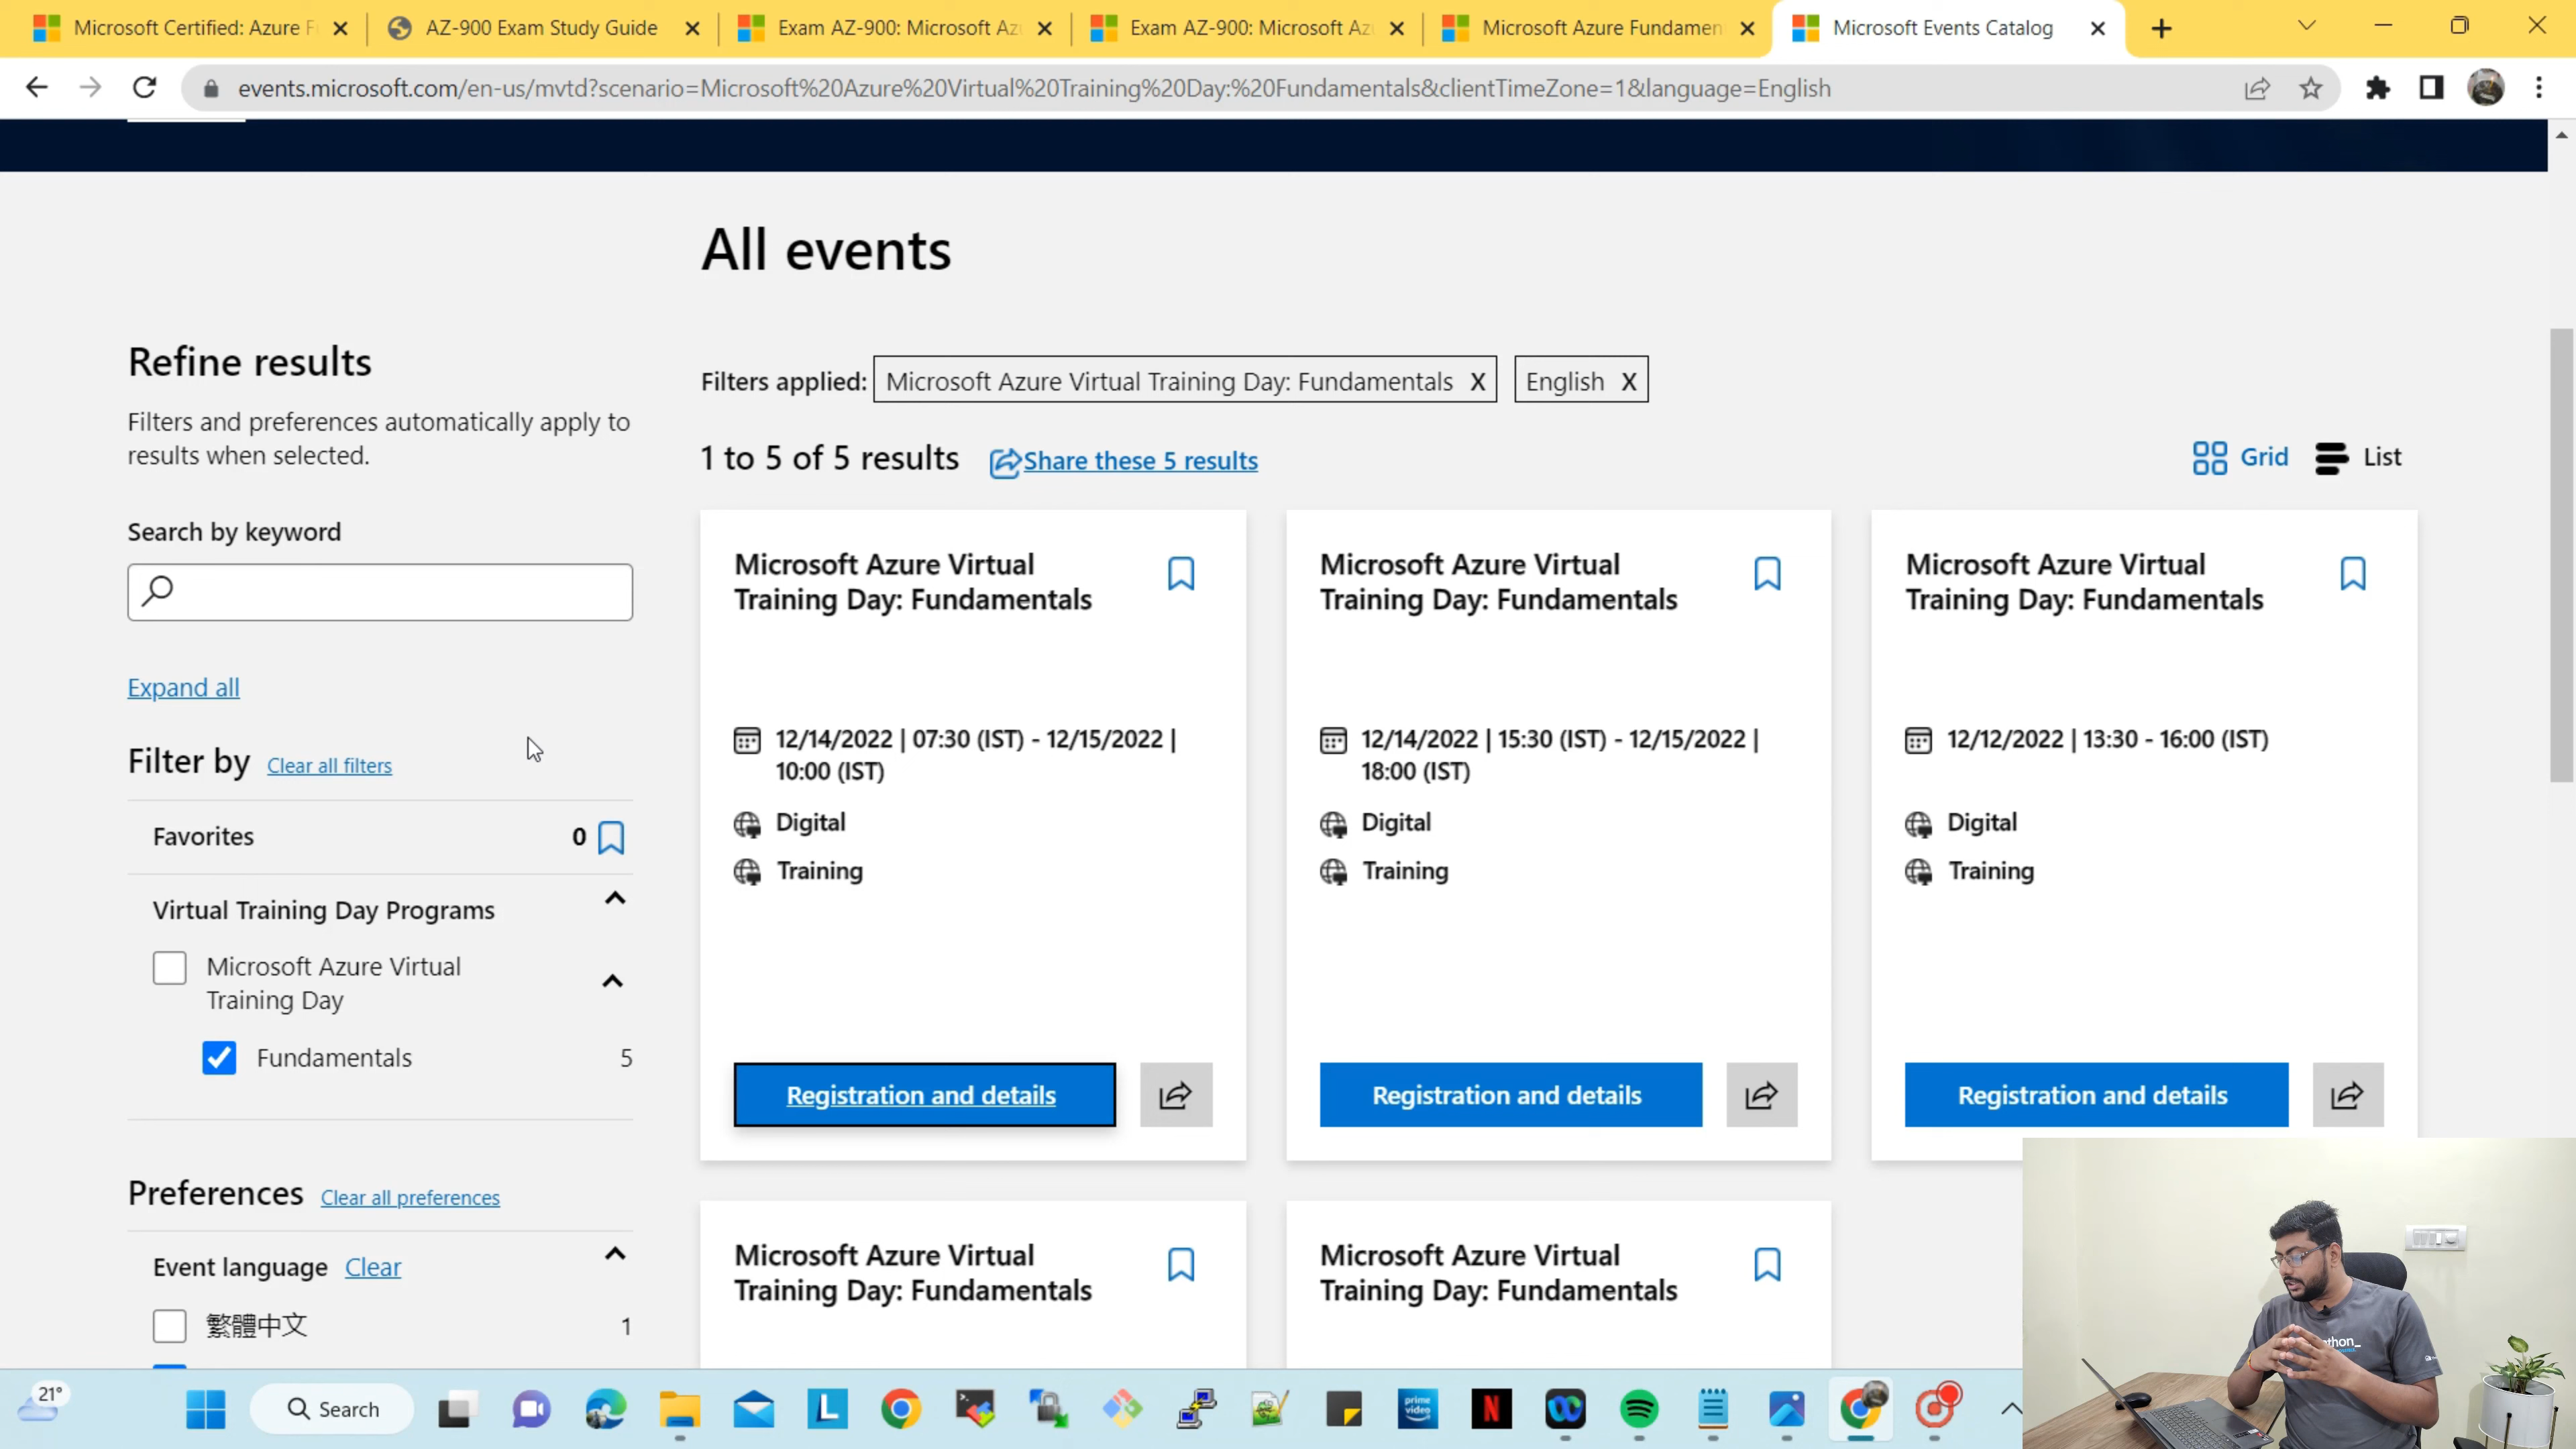 Microsoft Certified: Azure F
AZ-900 Exam Study Guide
Exam AZ-900: Microsoft Az
Exam AZ-900: Microsoft Az
Microsoft Azure Fundamen
Microsoft Events Catalog
events.microsoft.com/en-us/mvtd?scenario=Microsoft%20Azure%20Virtual%20Training%20Day:%20Fundamentals&clientTimeZone=1&language=English
All events
Refine results
Filters and preferences automatically apply to
results when selected.
Search by keyword
Expand all
Filter by Clear all filters
Favorites 0
Virtual Training Day Programs
Microsoft Azure Virtual
Training Day
Fundamentals 5
Preferences Clear all preferences
Event language Clear
繁體中文 1
Filters applied: Microsoft Azure Virtual Training Day: Fundamentals X English X
1 to 5 of 5 results Share these 5 results
Grid List
Microsoft Azure Virtual
Training Day: Fundamentals
12/14/2022 | 07:30 (IST) - 12/15/2022 |
10:00 (IST)
Digital
Training
Registration and details
Microsoft Azure Virtual
Training Day: Fundamentals
12/14/2022 | 15:30 (IST) - 12/15/2022 |
18:00 (IST)
Digital
Training
Registration and details
Microsoft Azure Virtual
Training Day: Fundamentals
12/12/2022 | 13:30 - 16:00 (IST)
Digital
Training
Registration and details
Microsoft Azure Virtual
Training Day: Fundamentals
Microsoft Azure Virtual
Training Day: Fundamentals
21°
Search
L
prime
video
N